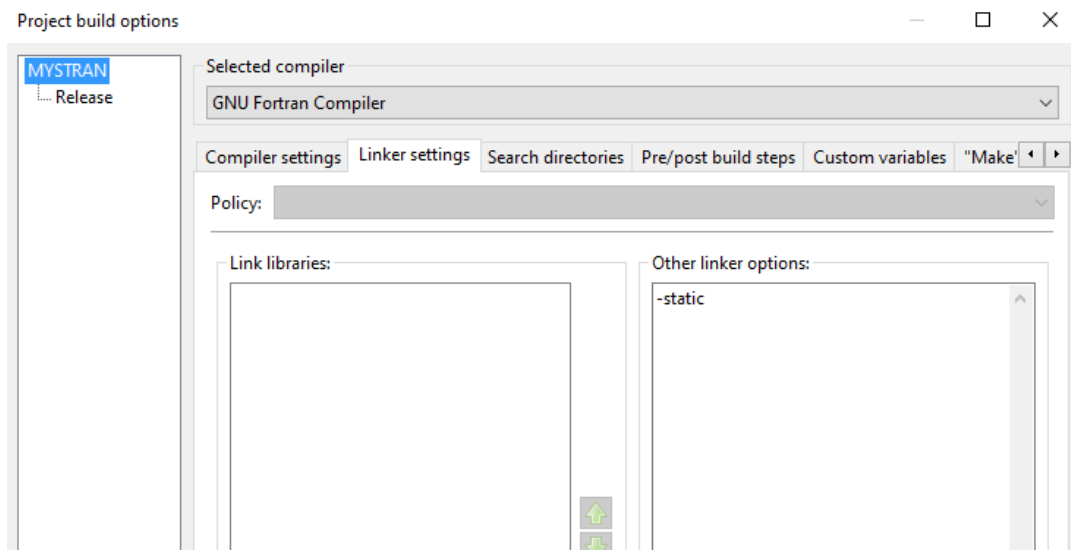 Project build options
MYSTRAN
Release
Selected compiler
GNU Fortran Compiler
Compiler settings Linker settings Search directories Pre/post build steps Custom variables "Make"
Policy:
Link libraries:
Other linker options:
-static